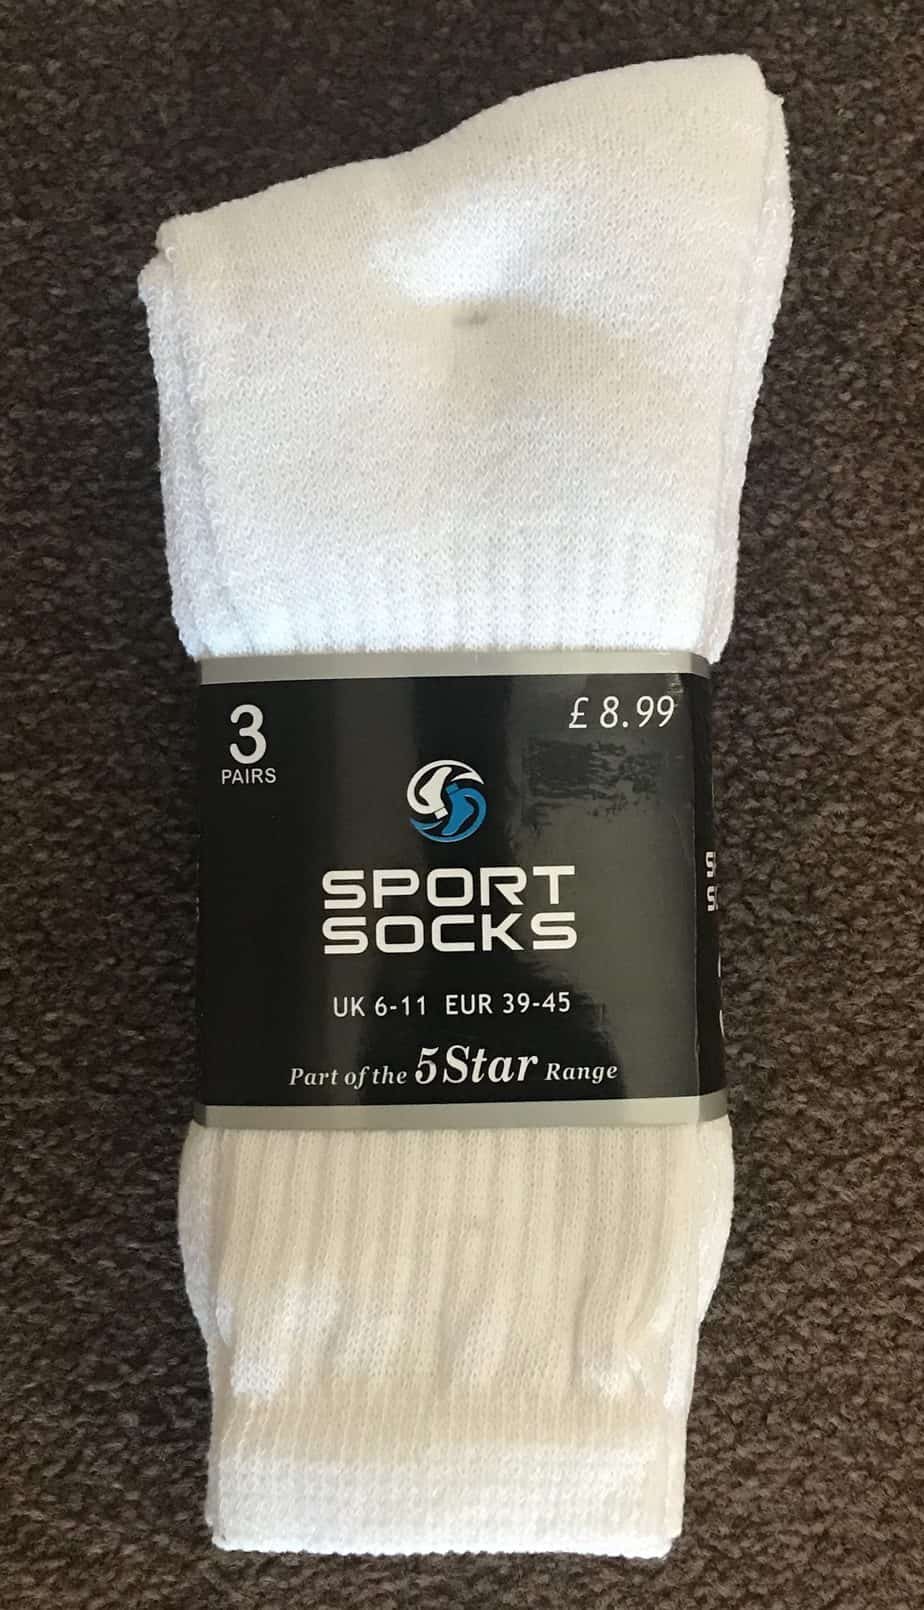 3
PAIRS
£ 8.99
SPORT
SOCKS
UK 6-11 EUR 39-45
Part of the 5Star Range